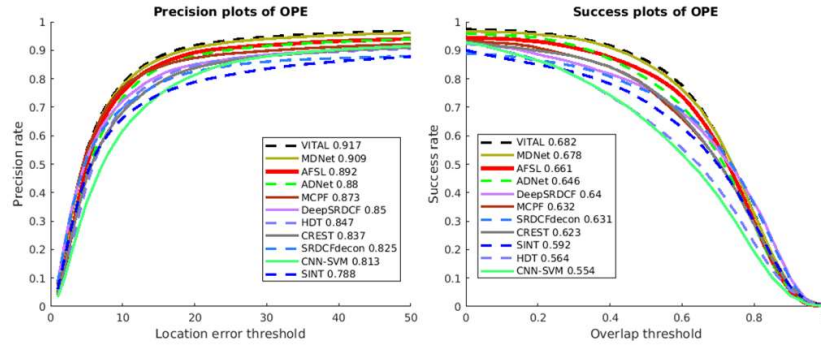 Precision plots of OPE
1
0.9
0.8
0.7
0.6
0.5
0.4
0.3
0.2
0.1
0
Precision rate
VITAL 0.917
MDNet 0.909
AFSL 0.892
ADNet 0.88
MCPF 0.873
DeepSRDCF 0.85
HDT 0.847
CREST 0.837
SRDCFdecon 0.825
CNN-SVM 0.813
SINT 0.788
0 10 20 30 40 50
Location error threshold
Success plots of OPE
1
0.9
0.8
0.7
0.6
0.5
0.4
0.3
0.2
0.1
0
Success rate
VITAL 0.682
MDNet 0.678
AFSL 0.661
ADNet 0.646
DeepSRDCF 0.64
MCPF 0.632
SRDCFdecon 0.631
CREST 0.623
SINT 0.592
HDT 0.564
CNN-SVM 0.554
0 0.2 0.4 0.6 0.8
Overlap threshold